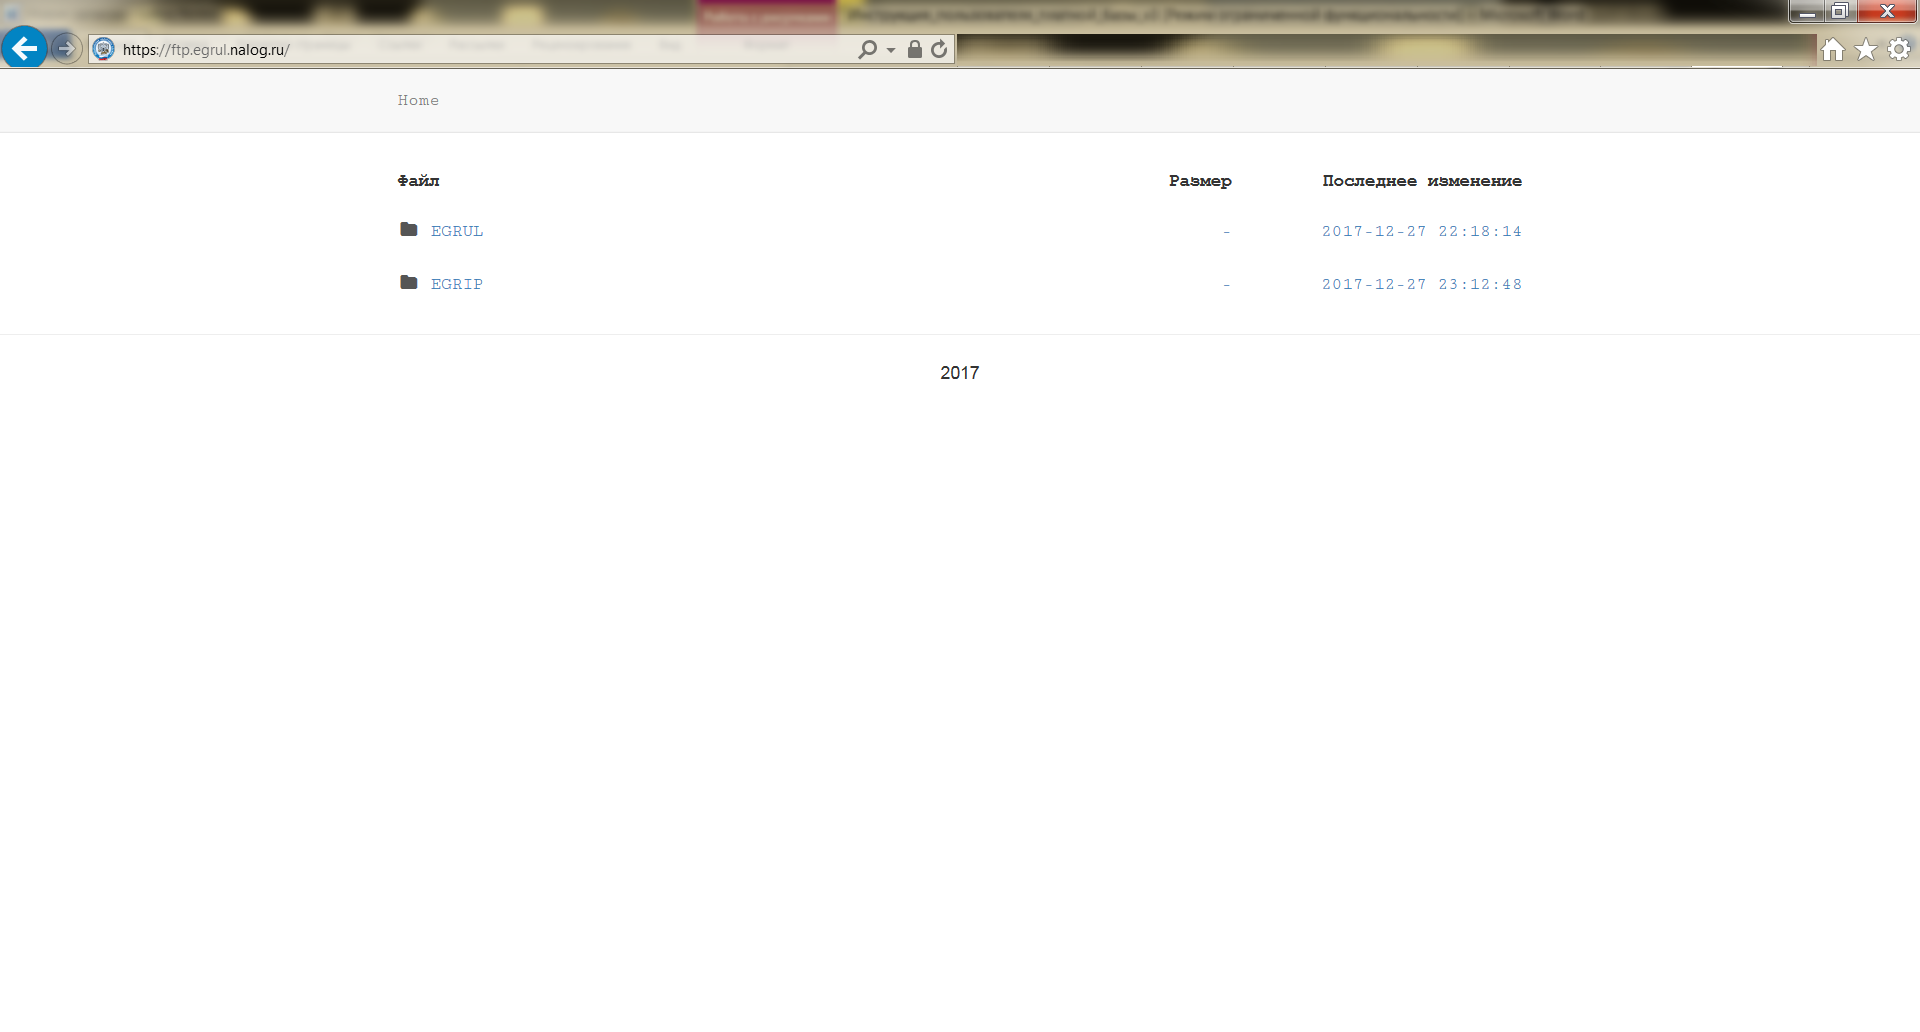 https://ftp.egrul.nalog.ru/
Home
Файл Размер Последнее изменение
EGRUL - 2017-12-27 22:18:14
EGRIP - 2017-12-27 23:12:48
2017